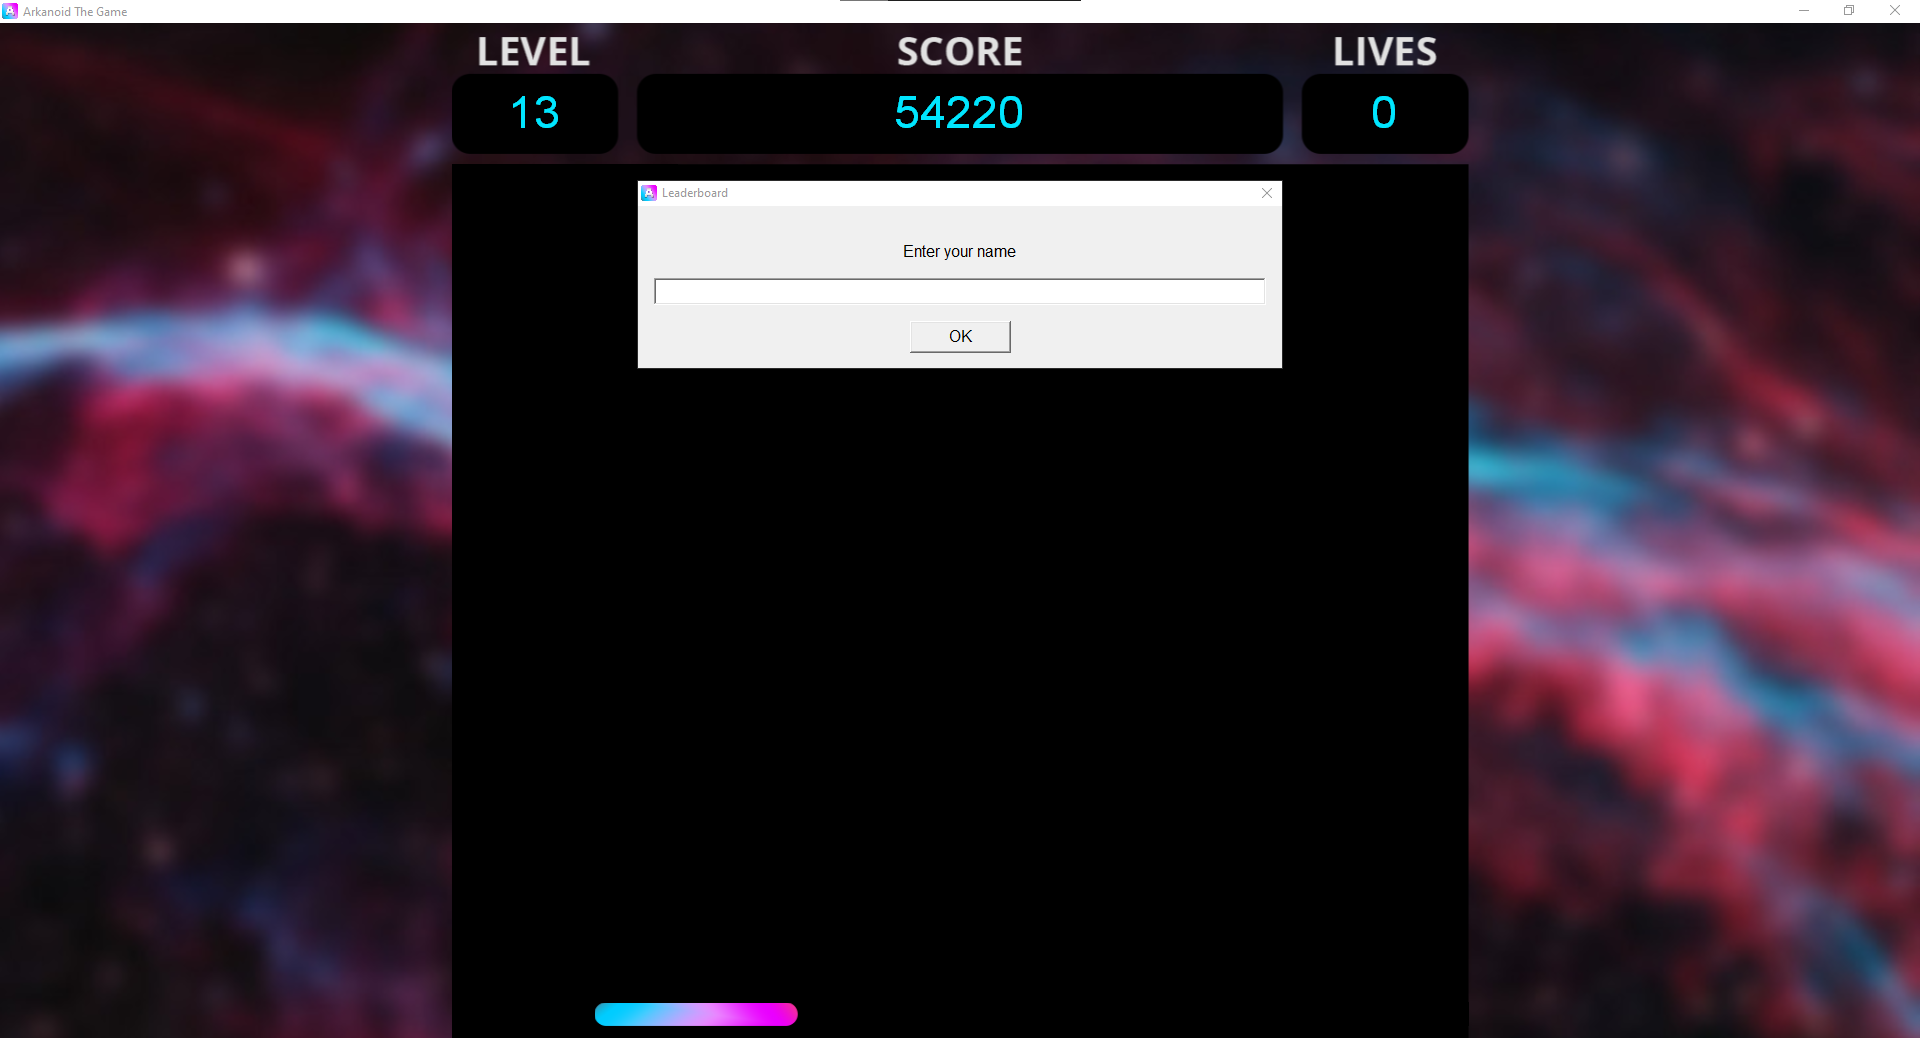 Arkanoid The Game
LEVEL SCORE LIVES
13 54220 0
Leaderboard
Enter your name
OK